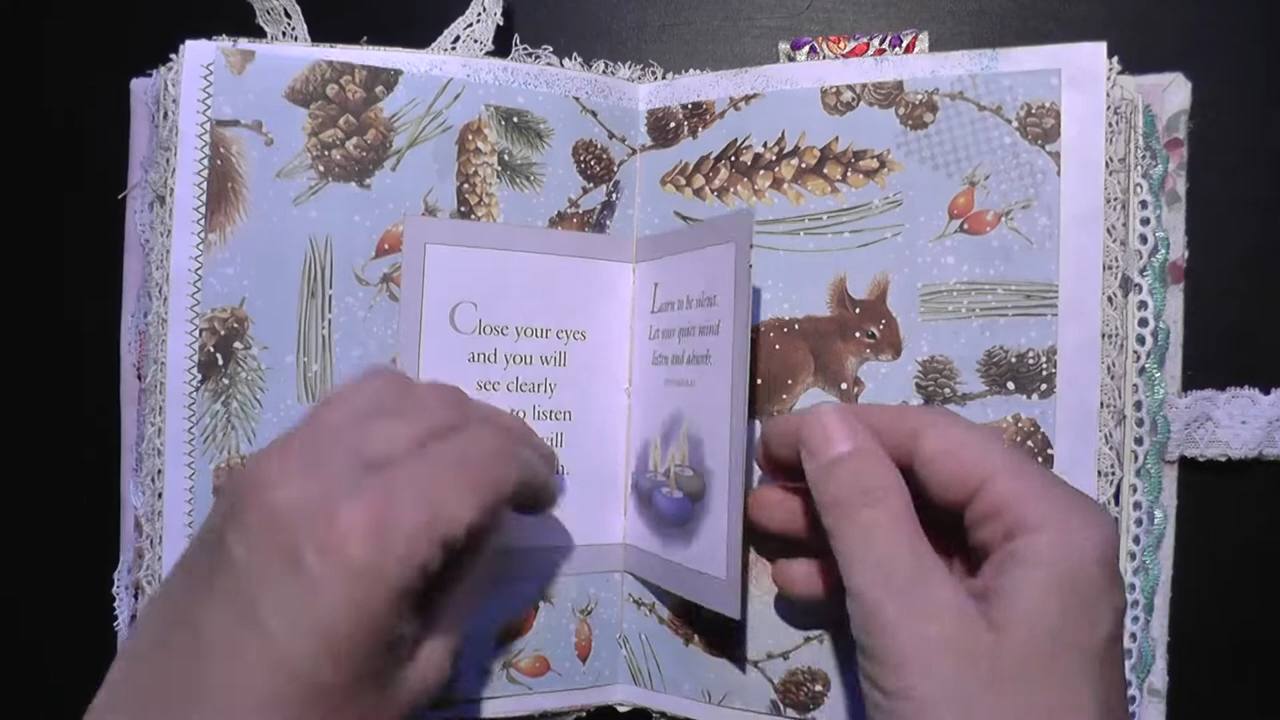 Close your eyes
and you will
see clearly
to listen
will
h.
Learn to be silent.
Let your quiet mind
listen and absorb.